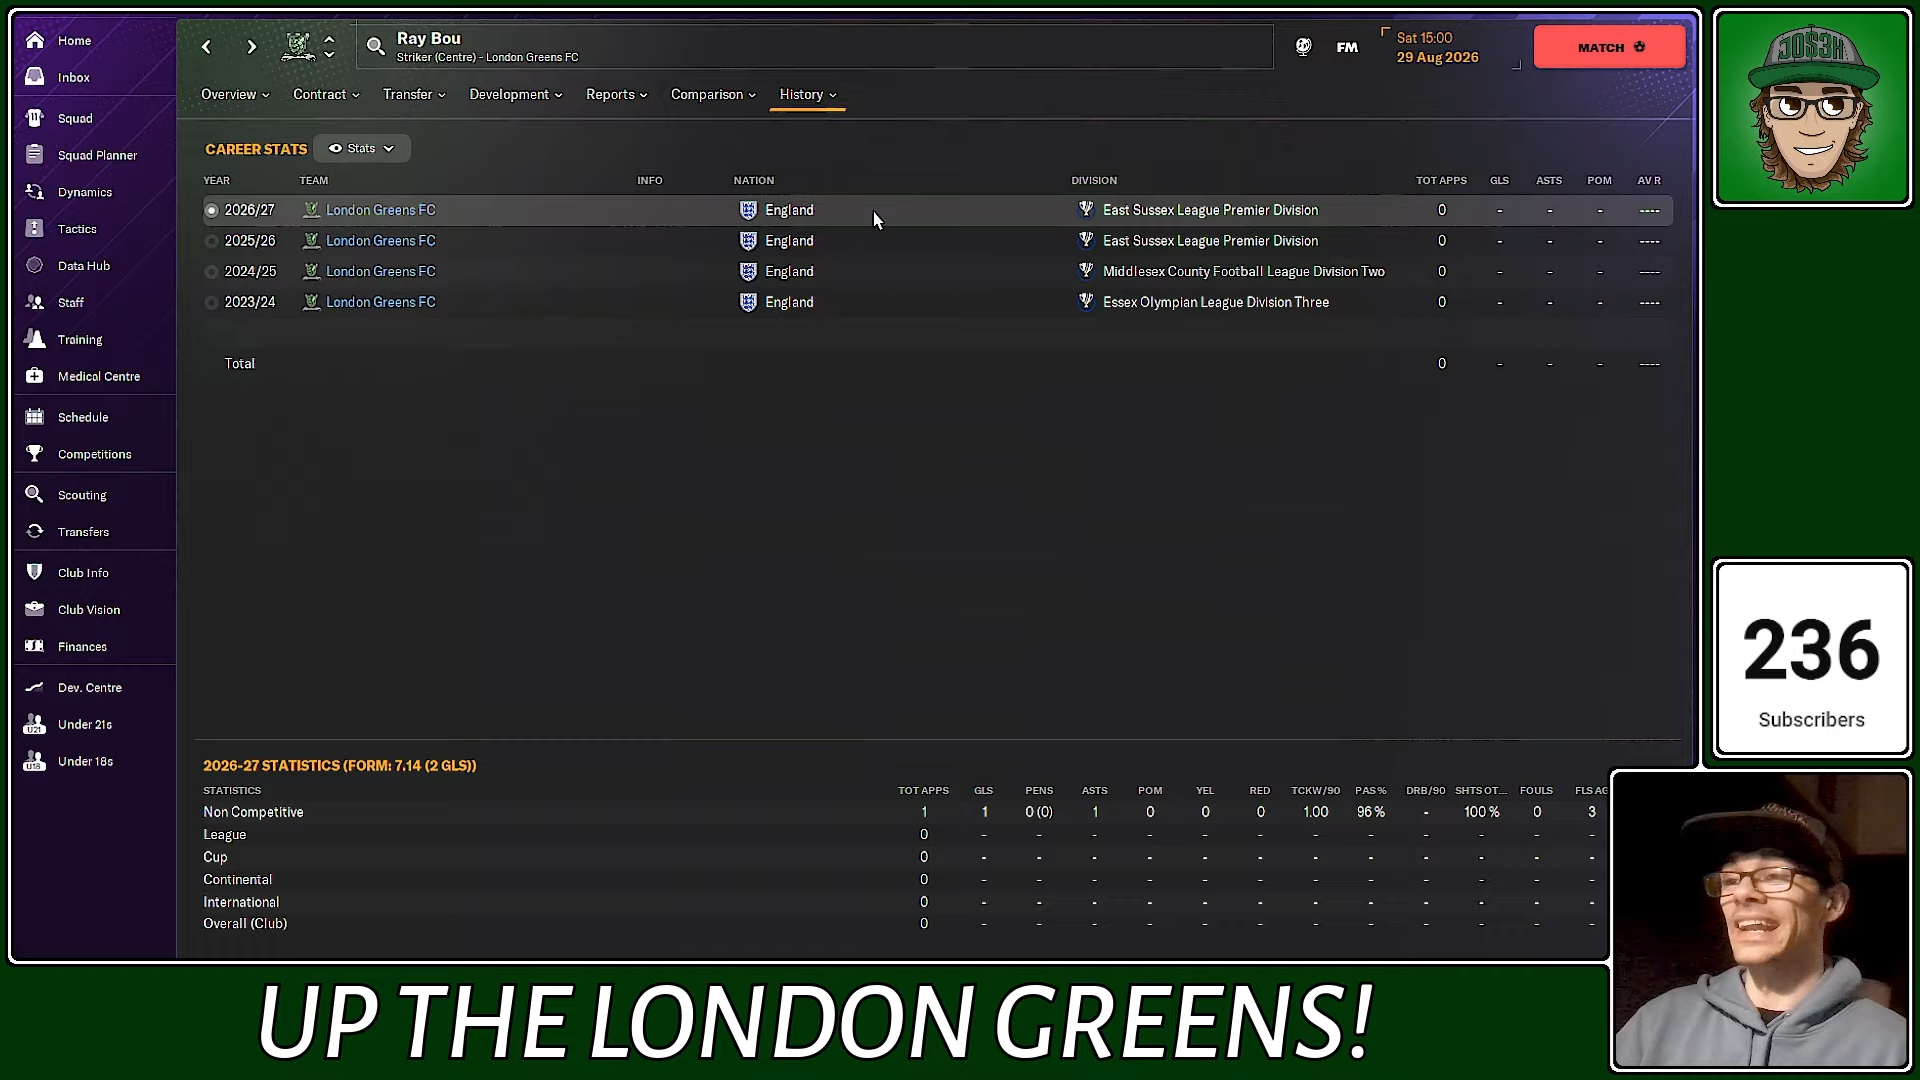 Home
Inbox
Squad
Squad Planner
Dynamics
Tactics
Data Hub
Staff
Training
Medical Centre
Schedule
Competitions
Scouting
Transfers
Club Info
Club Vision
Finances
Dev. Centre
U21 Under 21s
U18 Under 18s
Ray Bou
Striker (Centre) - London Greens FC
FM
Sat 15:00
29 Aug 2026
MATCH
Overview Contract Transfer Development Reports Comparison History
CAREER STATS Stats
YEAR TEAM INFO NATION DIVISION TOT APPS GLS ASTS POM AV R
2026/27 London Greens FC England East Sussex League Premier Division 0 - - - ----
2025/26 London Greens FC England East Sussex League Premier Division 0 - - - ----
2024/25 London Greens FC England Middlesex County Football League Division Two 0 - - - ----
2023/24 London Greens FC England Essex Olympian League Division Three 0 - - - ----
Total 0 - - - ----
2026-27 STATISTICS (FORM: 7.14 (2 GLS))
STATISTICS TOT APPS GLS PENS ASTS POM YEL RED TCKW/90 PAS% DRB/90 SHTS OT... FOULS FLS AG
Non Competitive 1 1 0 (0) 1 0 0 0 1.00 96% - 100% 0 3
League 0 - - - - - - - - - - - -
Cup 0 - - - - - - - - - - - -
Continental 0 - - - - - - - - - - - -
International 0 - - - - - - - - - - - -
Overall (Club) 0 - - - - - - - - - - - -
JO$3H
236
Subscribers
UP THE LONDON GREENS!